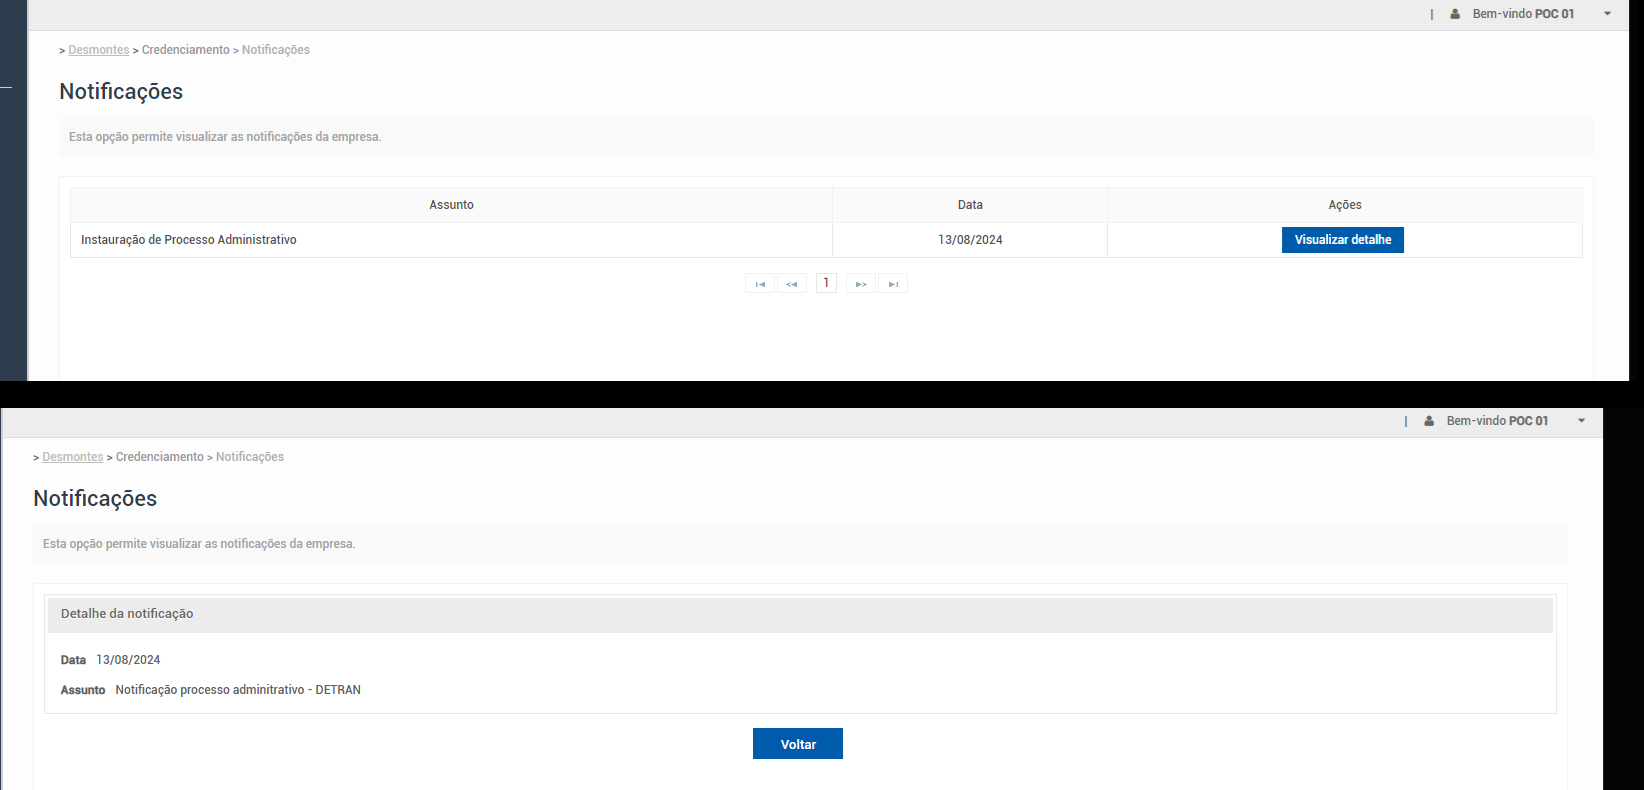 | Bem-vindo POC 01
> Desmontes > Credenciamento > Notificações
Notificações
Esta opção permite visualizar as notificações da empresa.
Assunto Data Ações
Instauração de Processo Administrativo 13/08/2024 Visualizar detalhe
1
| Bem-vindo POC 01
> Desmontes > Credenciamento > Notificações
Notificações
Esta opção permite visualizar as notificações da empresa.
Detalhe da notificação
Data 13/08/2024
Assunto Notificação processo adminitrativo - DETRAN
Voltar